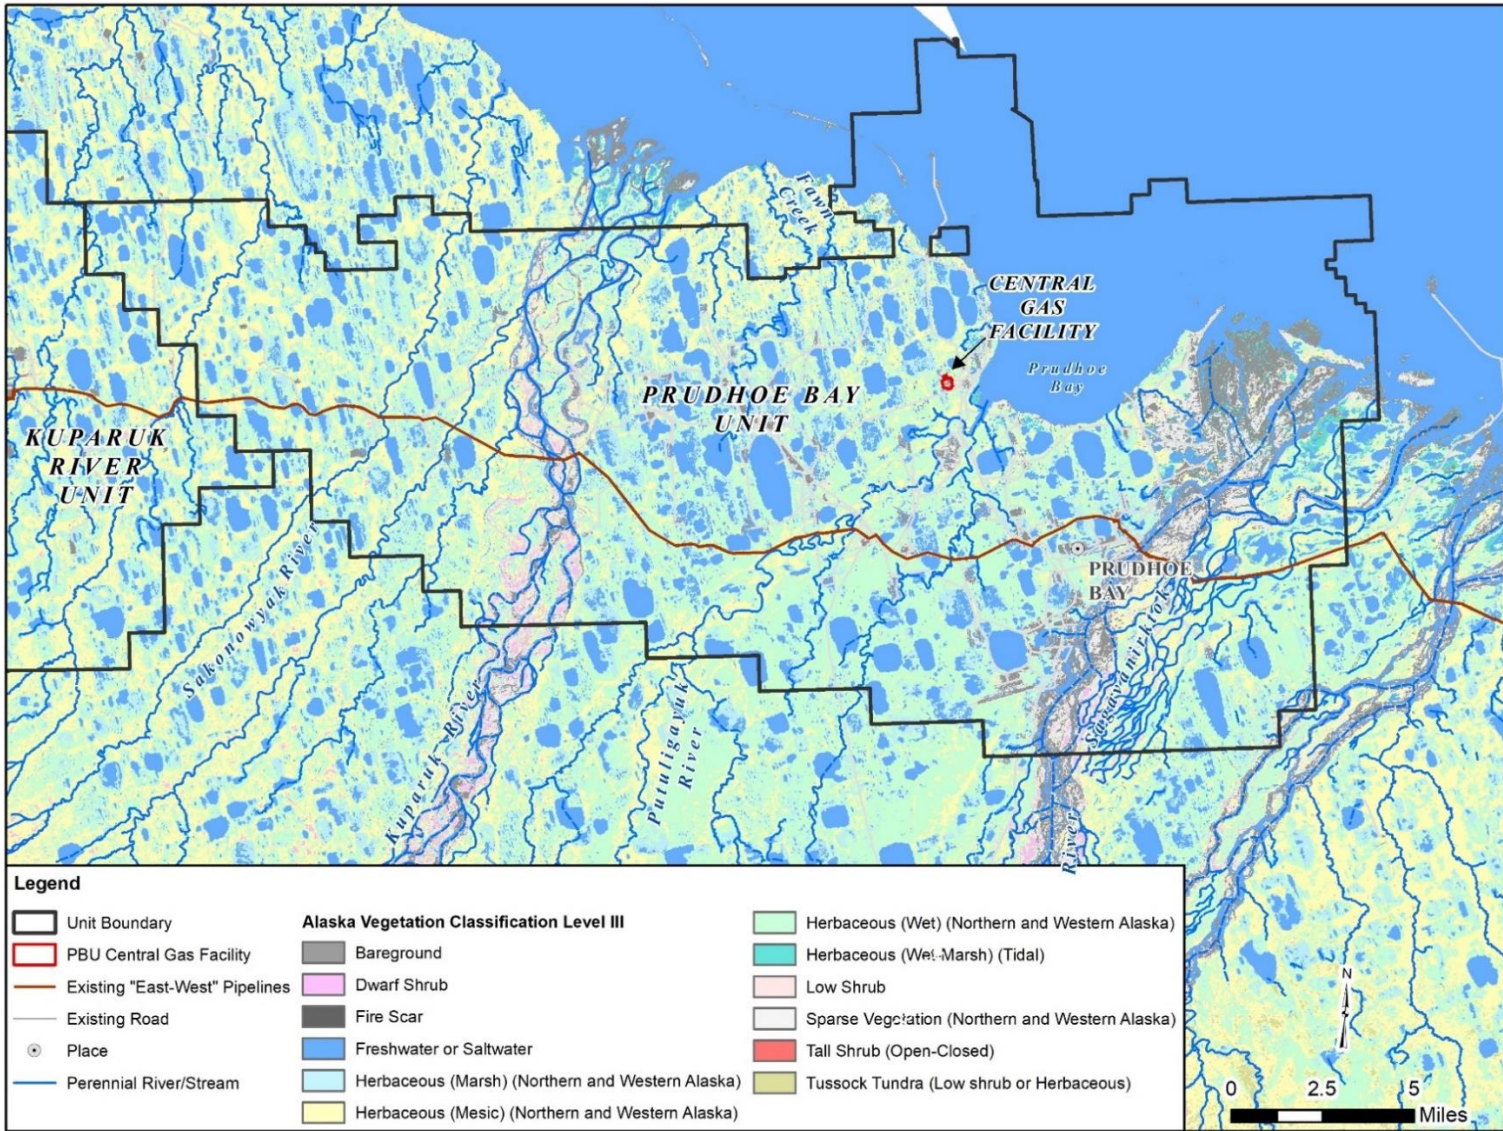 Fawn
Creek
CENTRAL
GAS
FACILITY
Prudhoe
Bay
PRUDHOE BAY
UNIT
KUPARUK
RIVER
UNIT
PRUDHOE
BAY
Sakonowyak River
Kuparuk River
Putuligayuk
River
Sagavanirktok
River
Legend
Unit Boundary
PBU Central Gas Facility
Existing "East-West" Pipelines
Existing Road
Place
Perennial River/Stream
Alaska Vegetation Classification Level III
Bareground
Dwarf Shrub
Fire Scar
Freshwater or Saltwater
Herbaceous (Marsh) (Northern and Western Alaska)
Herbaceous (Mesic) (Northern and Western Alaska)
Herbaceous (Wet) (Northern and Western Alaska)
Herbaceous (Wet-Marsh) (Tidal)
Low Shrub
Sparse Vegetation (Northern and Western Alaska)
Tall Shrub (Open-Closed)
Tussock Tundra (Low shrub or Herbaceous)
N
0 2.5 5
Miles